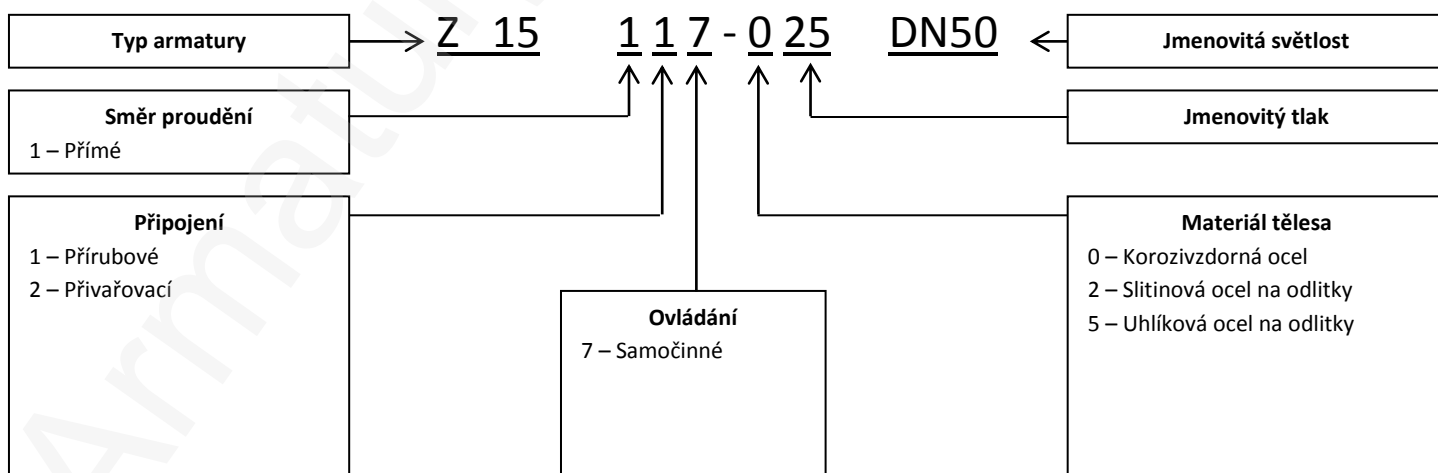 Typ armatury
Z 15 1 1 7 - 0 25 DN50
Jmenovitá světlost
Směr proudění
1 – Přímé
Jmenovitý tlak
Připojení
1 – Přírubové
2 – Přivařovací
Ovládání
7 – Samočinné
Materiál tělesa
0 – Korozivzdorná ocel
2 – Slitinová ocel na odlitky
5 – Uhlíková ocel na odlitky
Armatu